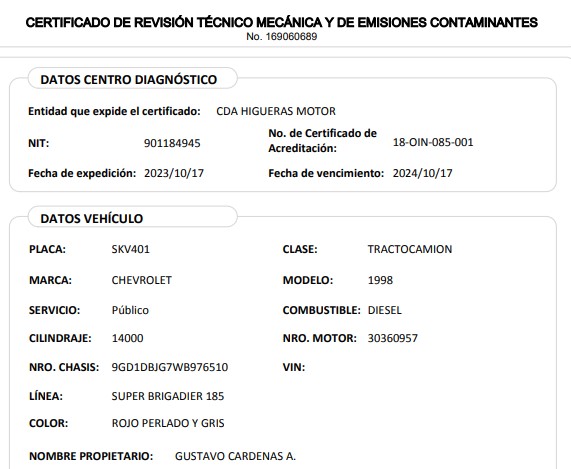 CERTIFICADO DE REVISIÓN TÉCNICO MECÁNICA Y DE EMISIONES CONTAMINANTES
No. 169060689
DATOS CENTRO DIAGNÓSTICO
Entidad que expide el certificado: CDA HIGUERAS MOTOR
NIT: 901184945 No. de Certificado de Acreditación: 18-OIN-085-001
Fecha de expedición: 2023/10/17 Fecha de vencimiento: 2024/10/17
DATOS VEHÍCULO
PLACA: SKV401 CLASE: TRACTOCAMION
MARCA: CHEVROLET MODELO: 1998
SERVICIO: Público COMBUSTIBLE: DIESEL
CILINDRAJE: 14000 NRO. MOTOR: 30360957
NRO. CHASIS: 9GD1DBJG7WB976510 VIN:
LÍNEA: SUPER BRIGADIER 185
COLOR: ROJO PERLADO Y GRIS
NOMBRE PROPIETARIO: GUSTAVO CARDENAS A.